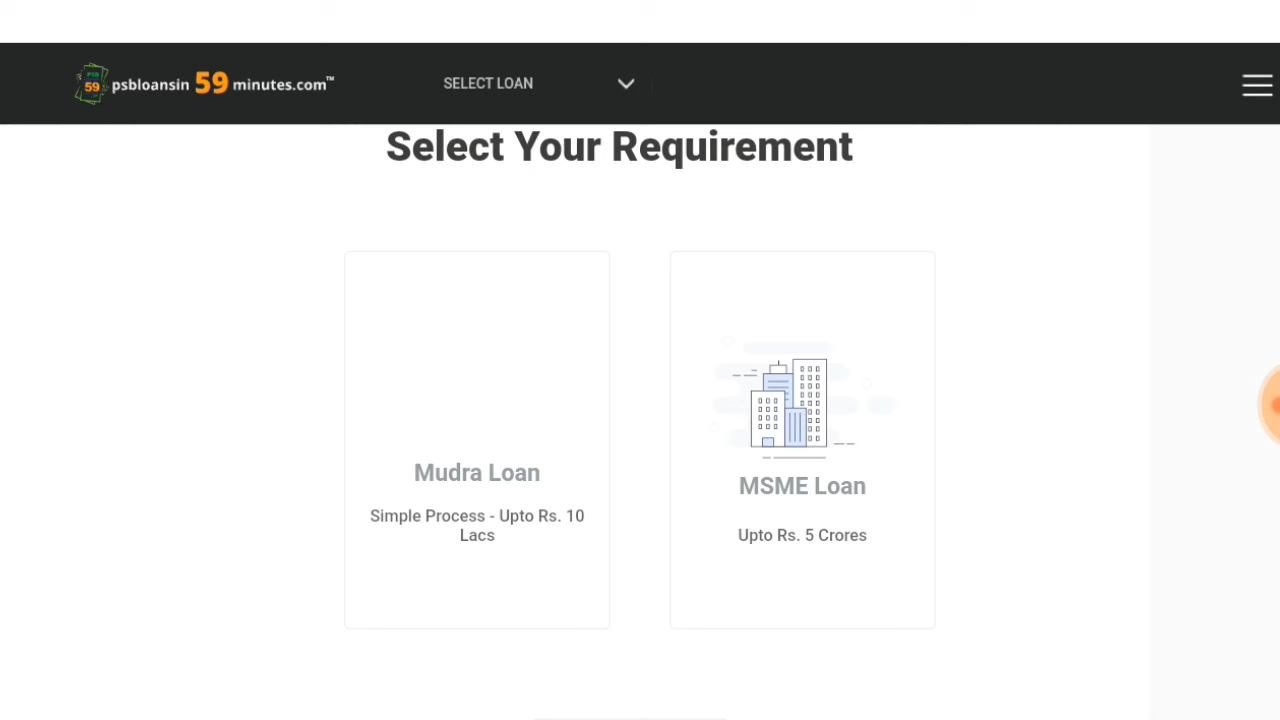 PSB
59
psbloansin 59 minutes.com™
SELECT LOAN
Select Your Requirement
Mudra Loan
Simple Process - Upto Rs. 10
Lacs
MSME Loan
Upto Rs. 5 Crores